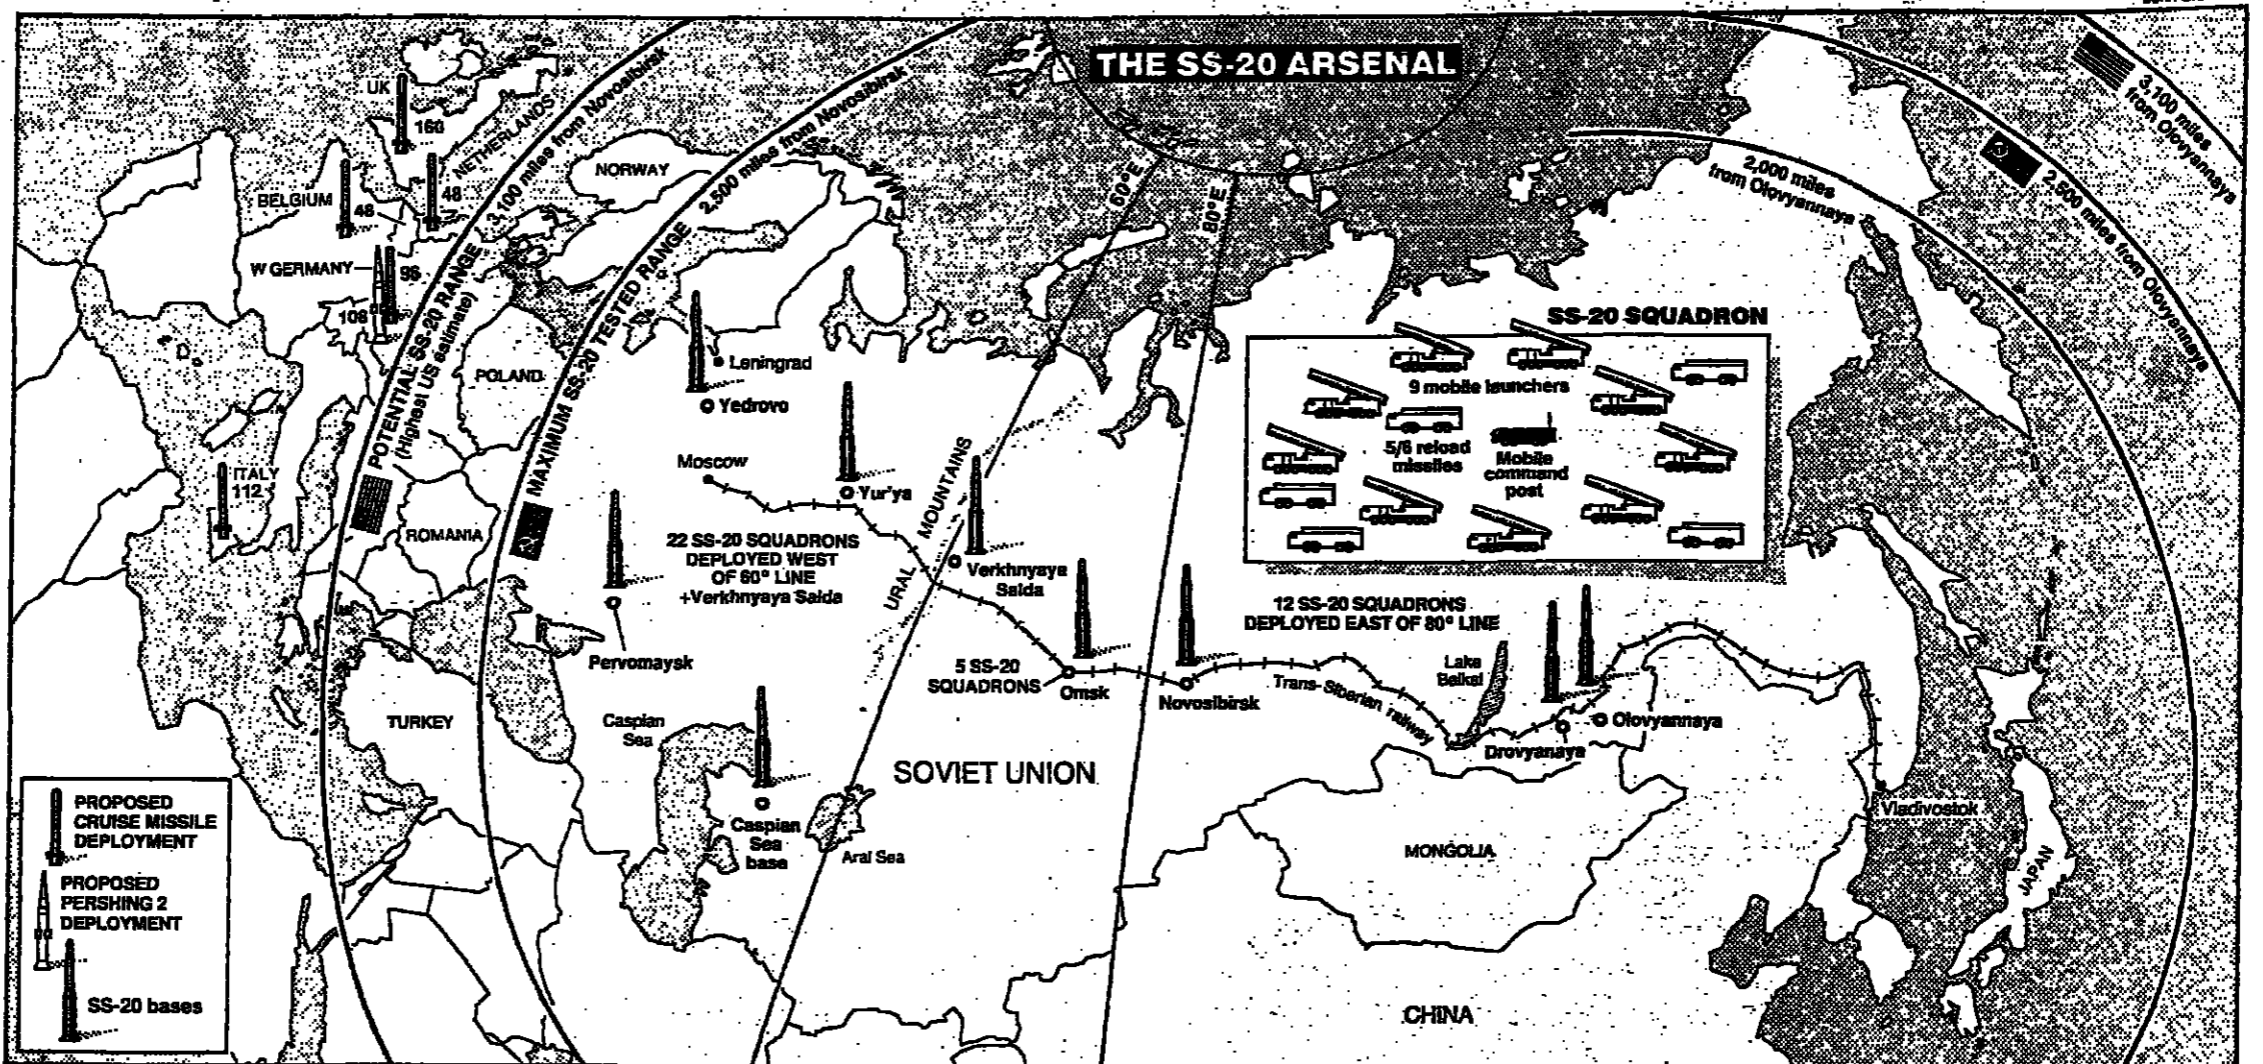 THE SS-20 ARSENAL
UK
160
NETHERLANDS
48
BELGIUM
48
W GERMANY
96
108
ITALY
112
NORWAY
POLAND
ROMANIA
TURKEY
POTENTIAL SS-20 RANGE
(Highest US estimate)
3,100 miles from Novosibirsk
MAXIMUM SS-20 TESTED RANGE
2,500 miles from Novosibirsk
60°E
80°E
2,000 miles
from Olovyannaya
2,500 miles from Olovyannaya
3,100 miles
from Olovyannaya
Leningrad
Yedrovo
Moscow
Yur'ya
URAL MOUNTAINS
22 SS-20 SQUADRONS
DEPLOYED WEST
OF 60° LINE
+Verkhnyaya Salda
Verkhnyaya
Salda
Pervomaysk
Caspian
Sea
Caspian
Sea
base
Aral Sea
5 SS-20
SQUADRONS
Omsk
Novosibirsk
SOVIET UNION
SS-20 SQUADRON
9 mobile launchers
5/6 reload
missiles
Mobile
command
post
12 SS-20 SQUADRONS
DEPLOYED EAST OF 80° LINE
Trans-Siberian railway
Lake
Baikal
Drovyanaya
Olovyannaya
Vladivostok
MONGOLIA
CHINA
JAPAN
PROPOSED
CRUISE MISSILE
DEPLOYMENT
PROPOSED
PERSHING 2
DEPLOYMENT
SS-20 bases